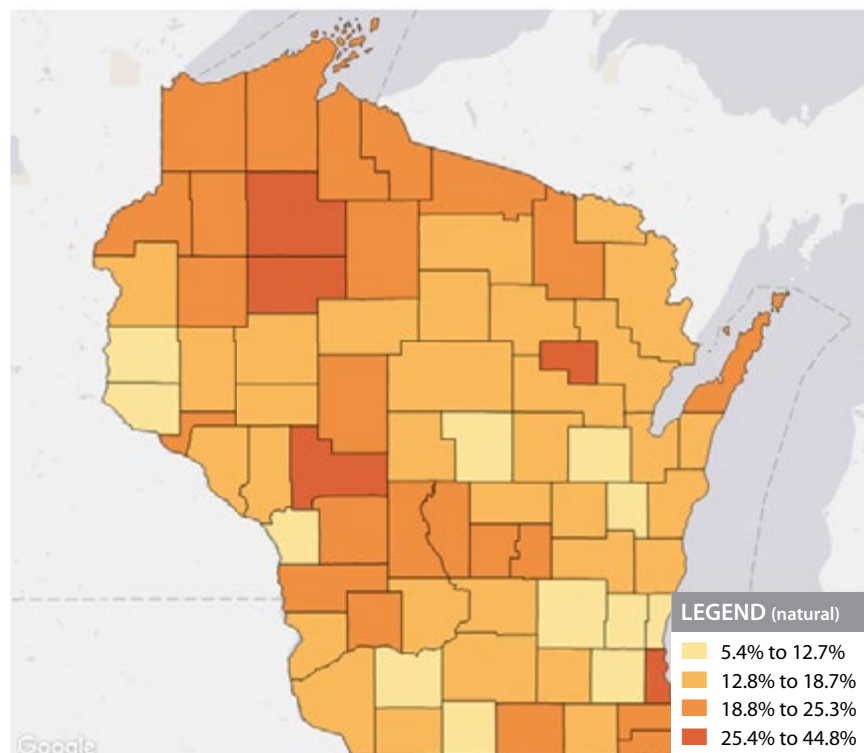 LEGEND (natural)
5.4% to 12.7%
12.8% to 18.7%
18.8% to 25.3%
25.4% to 44.8%
Google